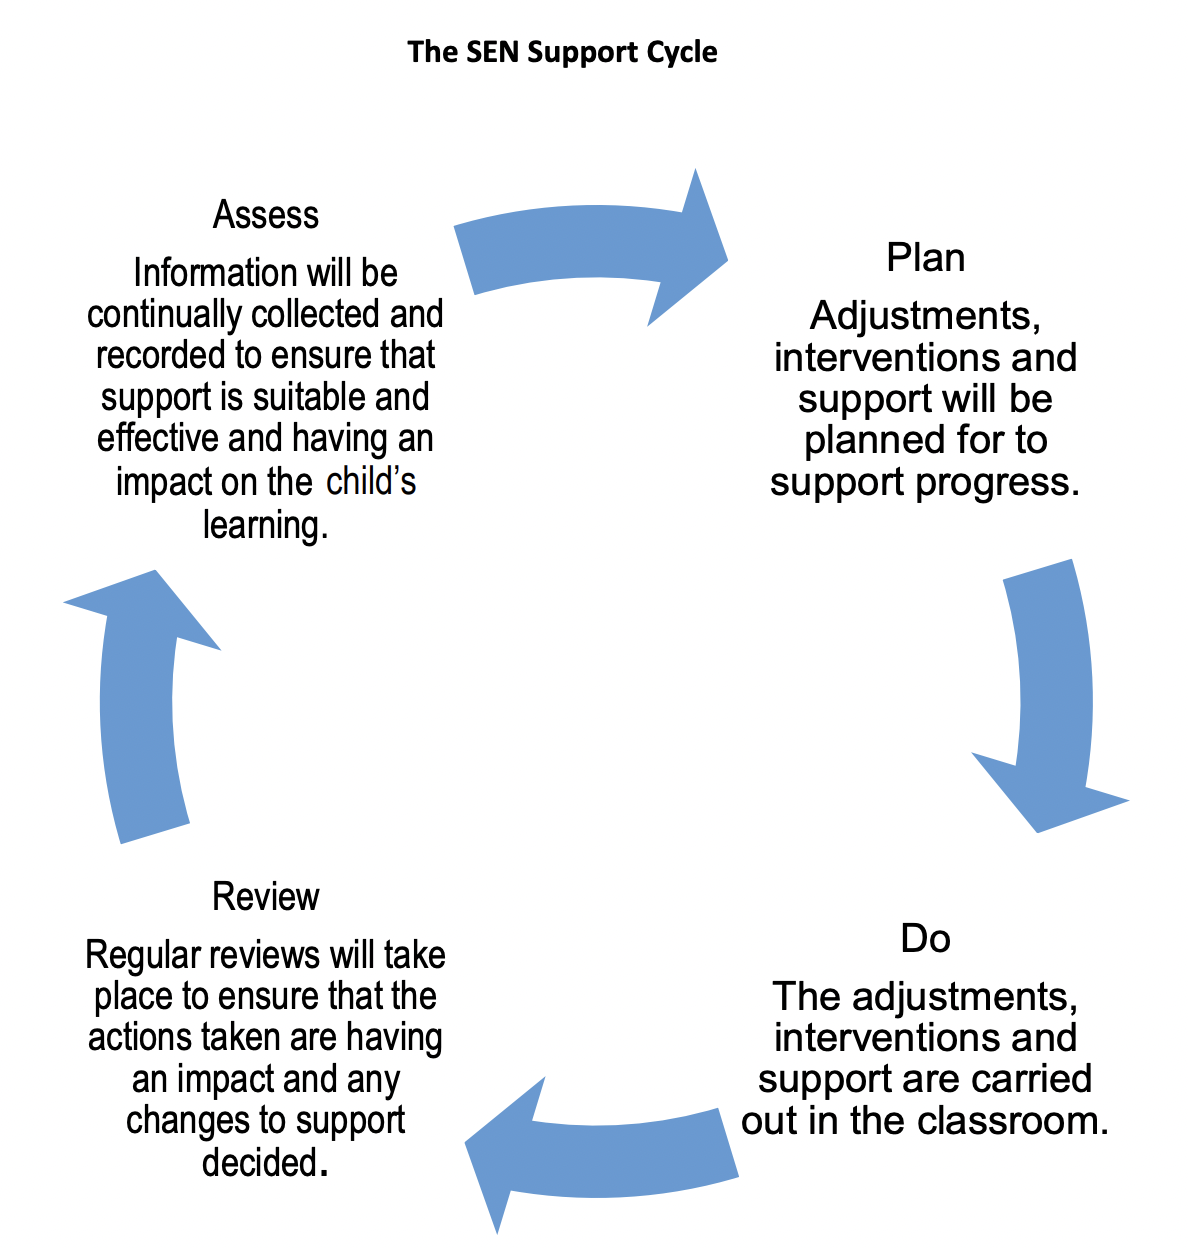 The SEN Support Cycle
Assess
Information will be
continually collected and
recorded to ensure that
support is suitable and
effective and having an
impact on the child’s
learning.
Plan
Adjustments,
interventions and
support will be
planned for to
support progress.
Do
The adjustments,
interventions and
support are carried
out in the classroom.
Review
Regular reviews will take
place to ensure that the
actions taken are having
an impact and any
changes to support
decided.